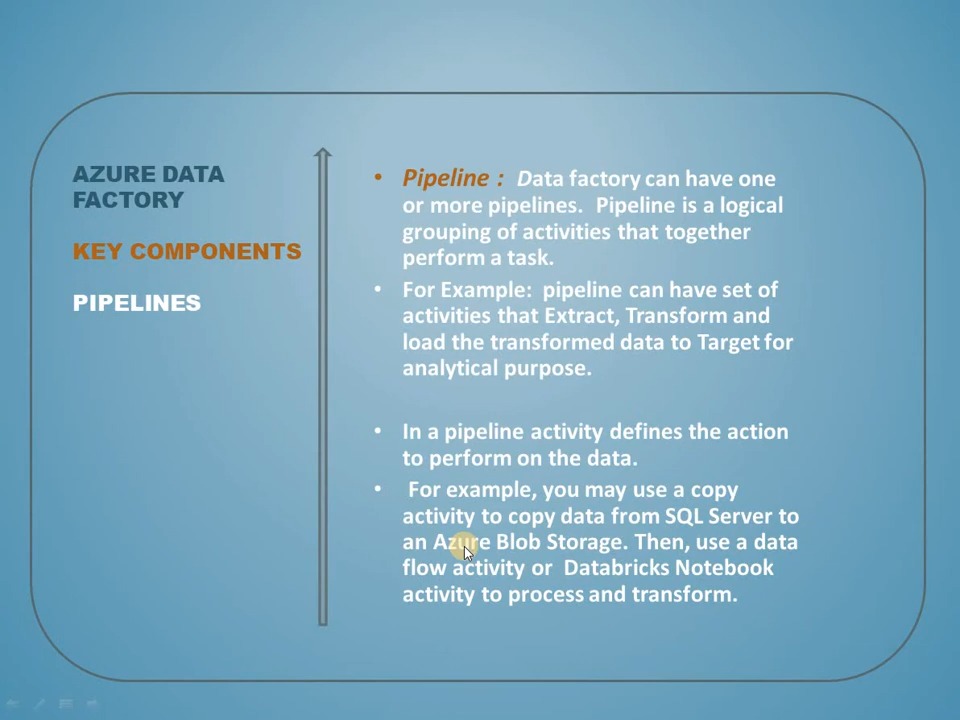 AZURE DATA
FACTORY
KEY COMPONENTS
PIPELINES
• Pipeline : Data factory can have one
or more pipelines. Pipeline is a logical
grouping of activities that together
perform a task.
• For Example: pipeline can have set of
activities that Extract, Transform and
load the transformed data to Target for
analytical purpose.
• In a pipeline activity defines the action
to perform on the data.
• For example, you may use a copy
activity to copy data from SQL Server to
an Azure Blob Storage. Then, use a data
flow activity or Databricks Notebook
activity to process and transform.